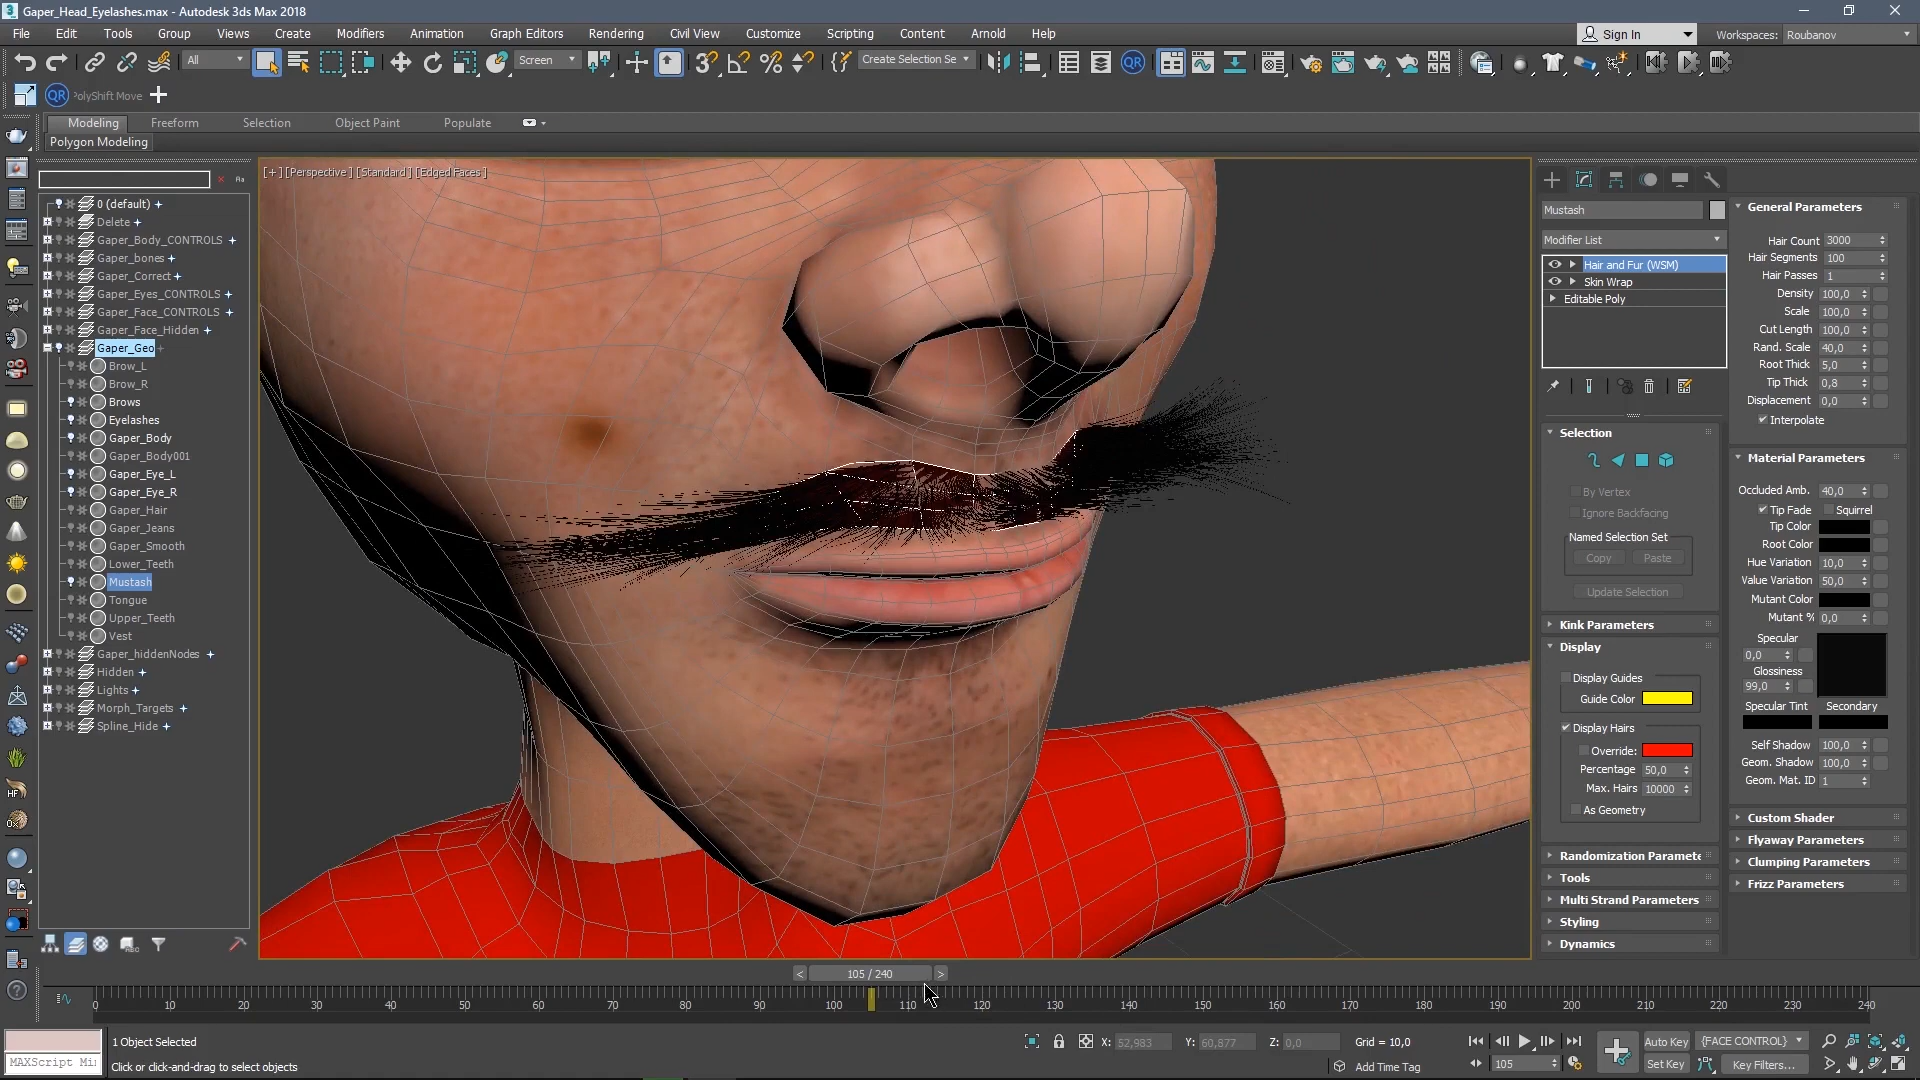 Gaper_Head_Eyelashes.max - Autodesk 3ds Max 2018
File Edit Tools Group Views Create Modifiers Animation Graph Editors Rendering Civil View Customize Scripting Content Arnold Help
Sign In Workspaces: Roubanov
All Screen Create Selection Se
QR PolyShift Move
Modeling Freeform Selection Object Paint Populate
Polygon Modeling
[+] [Perspective] [Standard] [Edged Faces]
0 (default)
Delete
Gaper_Body_CONTROLS
Gaper_bones
Gaper_Correct
Gaper_Eyes_CONTROLS
Gaper_Face_CONTROLS
Gaper_Face_Hidden
Gaper_Geo
Brow_L
Brow_R
Brows
Eyelashes
Gaper_Body
Gaper_Body001
Gaper_Eye_L
Gaper_Eye_R
Gaper_Hair
Gaper_Jeans
Gaper_Smooth
Lower_Teeth
Mustash
Tongue
Upper_Teeth
Vest
Gaper_hiddenNodes
Hidden
Lights
Morph_Targets
Spline_Hide
Mustash
Modifier List
Hair and Fur (WSM)
Skin Wrap
Editable Poly
Selection
By Vertex
Ignore Backfacing
Named Selection Set
Copy Paste
Update Selection
Kink Parameters
Display
Display Guides
Guide Color
Display Hairs
Override:
Percentage 50,0
Max. Hairs 10000
As Geometry
Randomization Paramete
Tools
Multi Strand Parameters
Styling
Dynamics
General Parameters
Hair Count 3000
Hair Segments 100
Hair Passes 1
Density 100,0
Scale 100,0
Cut Length 100,0
Rand. Scale 40,0
Root Thick 5,0
Tip Thick 0,8
Displacement 0,0
Interpolate
Material Parameters
Occluded Amb. 40,0
Tip Fade Squirrel
Tip Color
Root Color
Hue Variation 10,0
Value Variation 50,0
Mutant Color
Mutant % 0,0
Specular
0,0
Glossiness
99,0
Specular Tint Secondary
Self Shadow 100,0
Geom. Shadow 100,0
Geom. Mat. ID 1
Custom Shader
Flyaway Parameters
Clumping Parameters
Frizz Parameters
< 105 / 240 >
0 10 20 30 40 50 60 70 80 90 100 110 120 130 140 150 160 170 180 190 200 210 220 230 240
1 Object Selected X: 52,983 Y: 60,877 Z: 0,0 Grid = 10,0 Auto Key {FACE CONTROL}
MAXScript Mi Click or click-and-drag to select objects Add Time Tag 105 Set Key Key Filters...